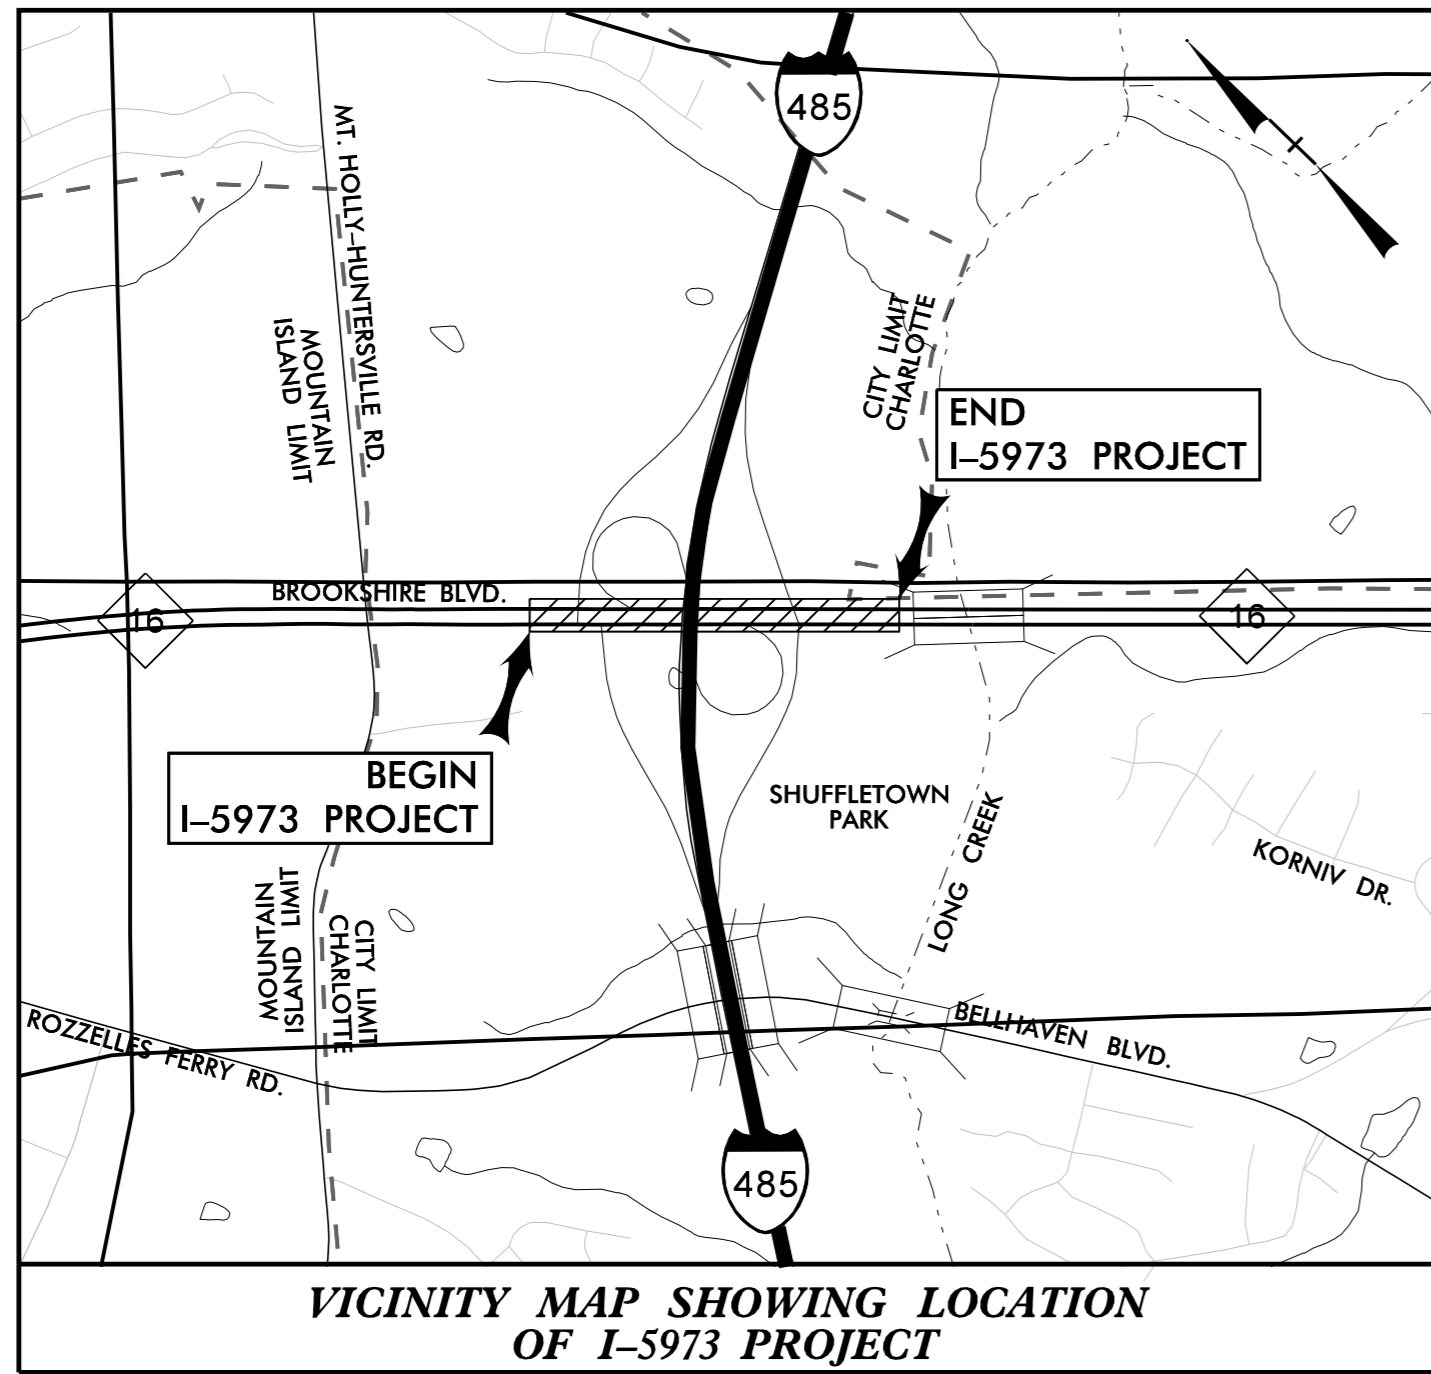 485
MT. HOLLY–HUNTERSVILLE RD.
MOUNTAIN
ISLAND LIMIT
CITY LIMIT
CHARLOTTE
END
I–5973 PROJECT
BROOKSHIRE BLVD.
16
16
BEGIN
I–5973 PROJECT
SHUFFLETOWN
PARK
LONG CREEK
KORNIV DR.
MOUNTAIN
ISLAND LIMIT
CITY LIMIT
CHARLOTTE
ROZZELLES FERRY RD.
BELLHAVEN BLVD.
485
VICINITY MAP SHOWING LOCATION
OF I–5973 PROJECT